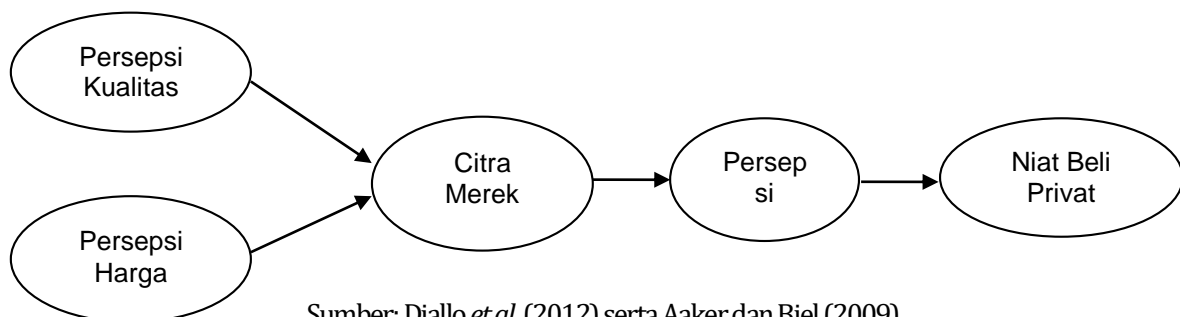 Persepsi
Kualitas
Persepsi
Harga
Citra
Merek
Persep
si
Niat Beli
Privat
Sumber: Diallo et al. (2012) serta Aaker dan Biel (2009)